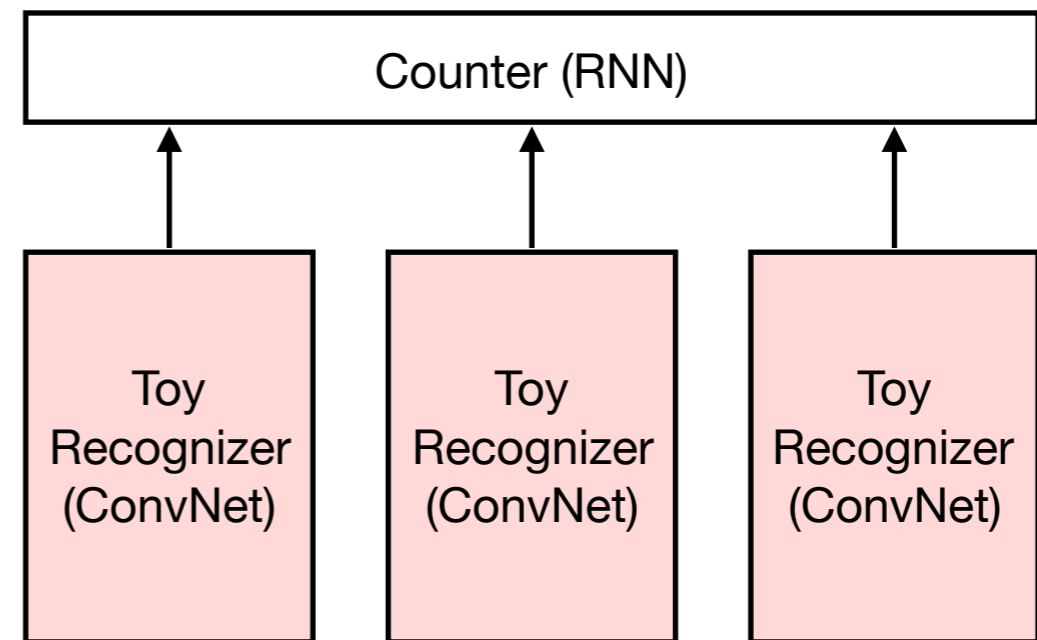 Counter (RNN)
Toy
Recognizer
(ConvNet)
Toy
Recognizer
(ConvNet)
Toy
Recognizer
(ConvNet)